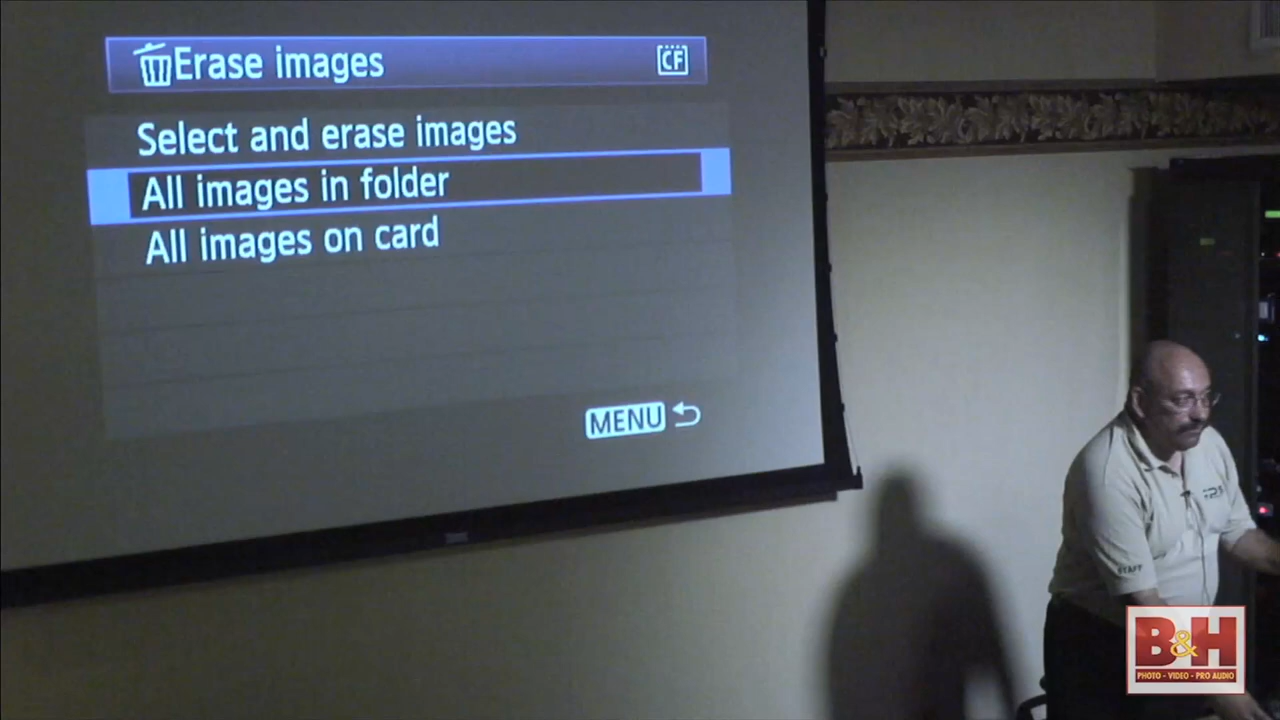 Erase images
CF
Select and erase images
All images in folder
All images on card
MENU
STAFF
B&H
PHOTO - VIDEO - PRO AUDIO